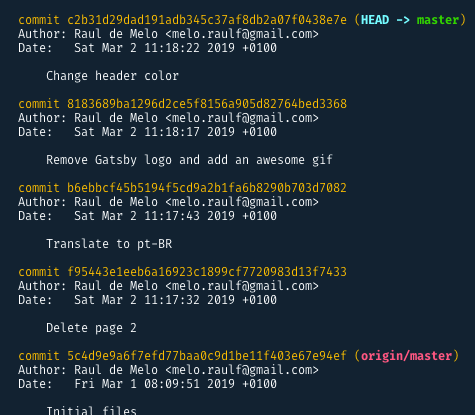 commit c2b31d29dad191adb345c37af8db2a07f0438e7e (HEAD -> master)
Author: Raul de Melo <melo.raulf@gmail.com>
Date:   Sat Mar 2 11:18:22 2019 +0100
Change header color
commit 8183689ba1296d2ce5f8156a905d82764bed3368
Author: Raul de Melo <melo.raulf@gmail.com>
Date:   Sat Mar 2 11:18:17 2019 +0100
Remove Gatsby logo and add an awesome gif
commit b6ebbcf45b5194f5cd9a2b1fa6b8290b703d7082
Author: Raul de Melo <melo.raulf@gmail.com>
Date:   Sat Mar 2 11:17:43 2019 +0100
Translate to pt-BR
commit f95443e1eeb6a16923c1899cf7720983d13f7433
Author: Raul de Melo <melo.raulf@gmail.com>
Date:   Sat Mar 2 11:17:32 2019 +0100
Delete page 2
commit 5c4d9e9a6f7efd77baa0c9d1be11f403e67e94ef (origin/master)
Author: Raul de Melo <melo.raulf@gmail.com>
Date:   Fri Mar 1 08:09:51 2019 +0100
Initial files